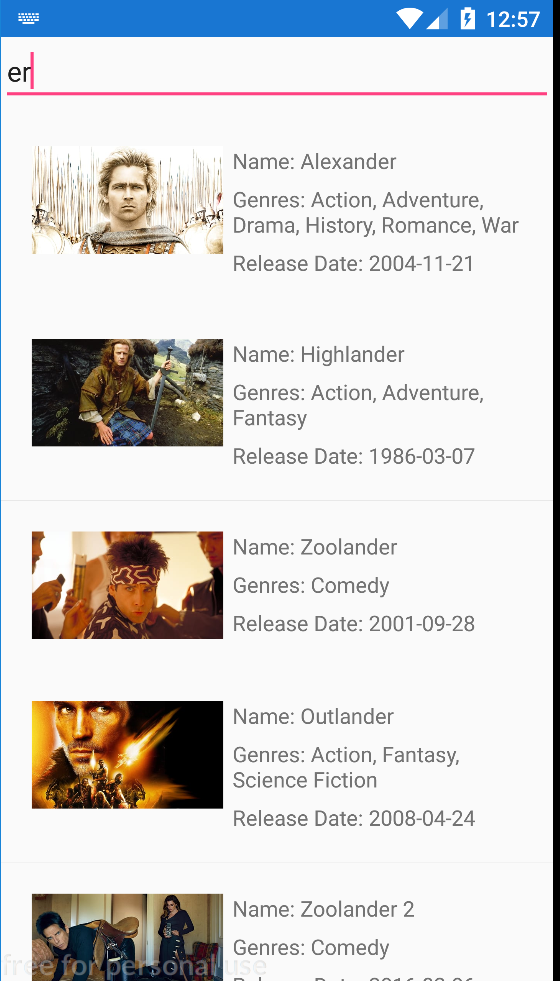 12:57
er
Name: Alexander
Genres: Action, Adventure,
Drama, History, Romance, War
Release Date: 2004-11-21
Name: Highlander
Genres: Action, Adventure,
Fantasy
Release Date: 1986-03-07
Name: Zoolander
Genres: Comedy
Release Date: 2001-09-28
Name: Outlander
Genres: Action, Fantasy,
Science Fiction
Release Date: 2008-04-24
Name: Zoolander 2
Genres: Comedy
free for personal use